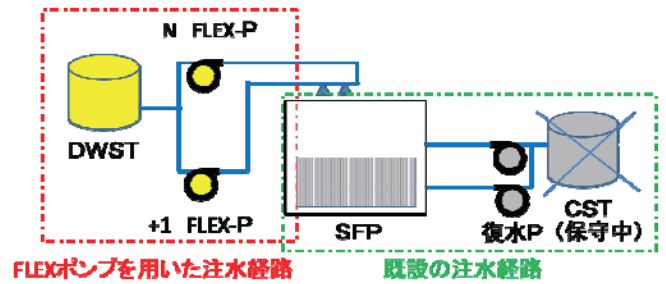 N FLEX-P
DWST
+1 FLEX-P
SFP
復水P
CST
(保守中)
FLEXポンプを用いた注水経路
既設の注水経路